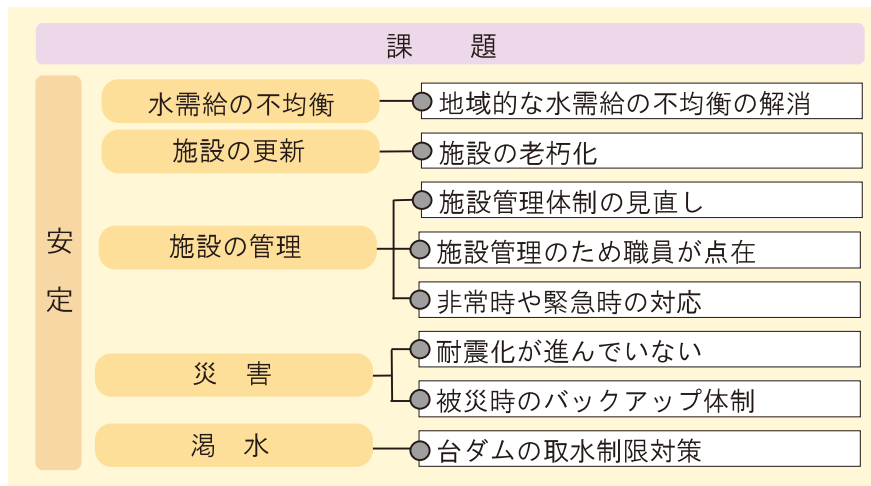 課　題
安定
水需給の不均衡
地域的な水需給の不均衡の解消
施設の更新
施設の老朽化
施設の管理
施設管理体制の見直し
施設管理のため職員が点在
非常時や緊急時の対応
災　害
耐震化が進んでいない
被災時のバックアップ体制
渇　水
台ダムの取水制限対策